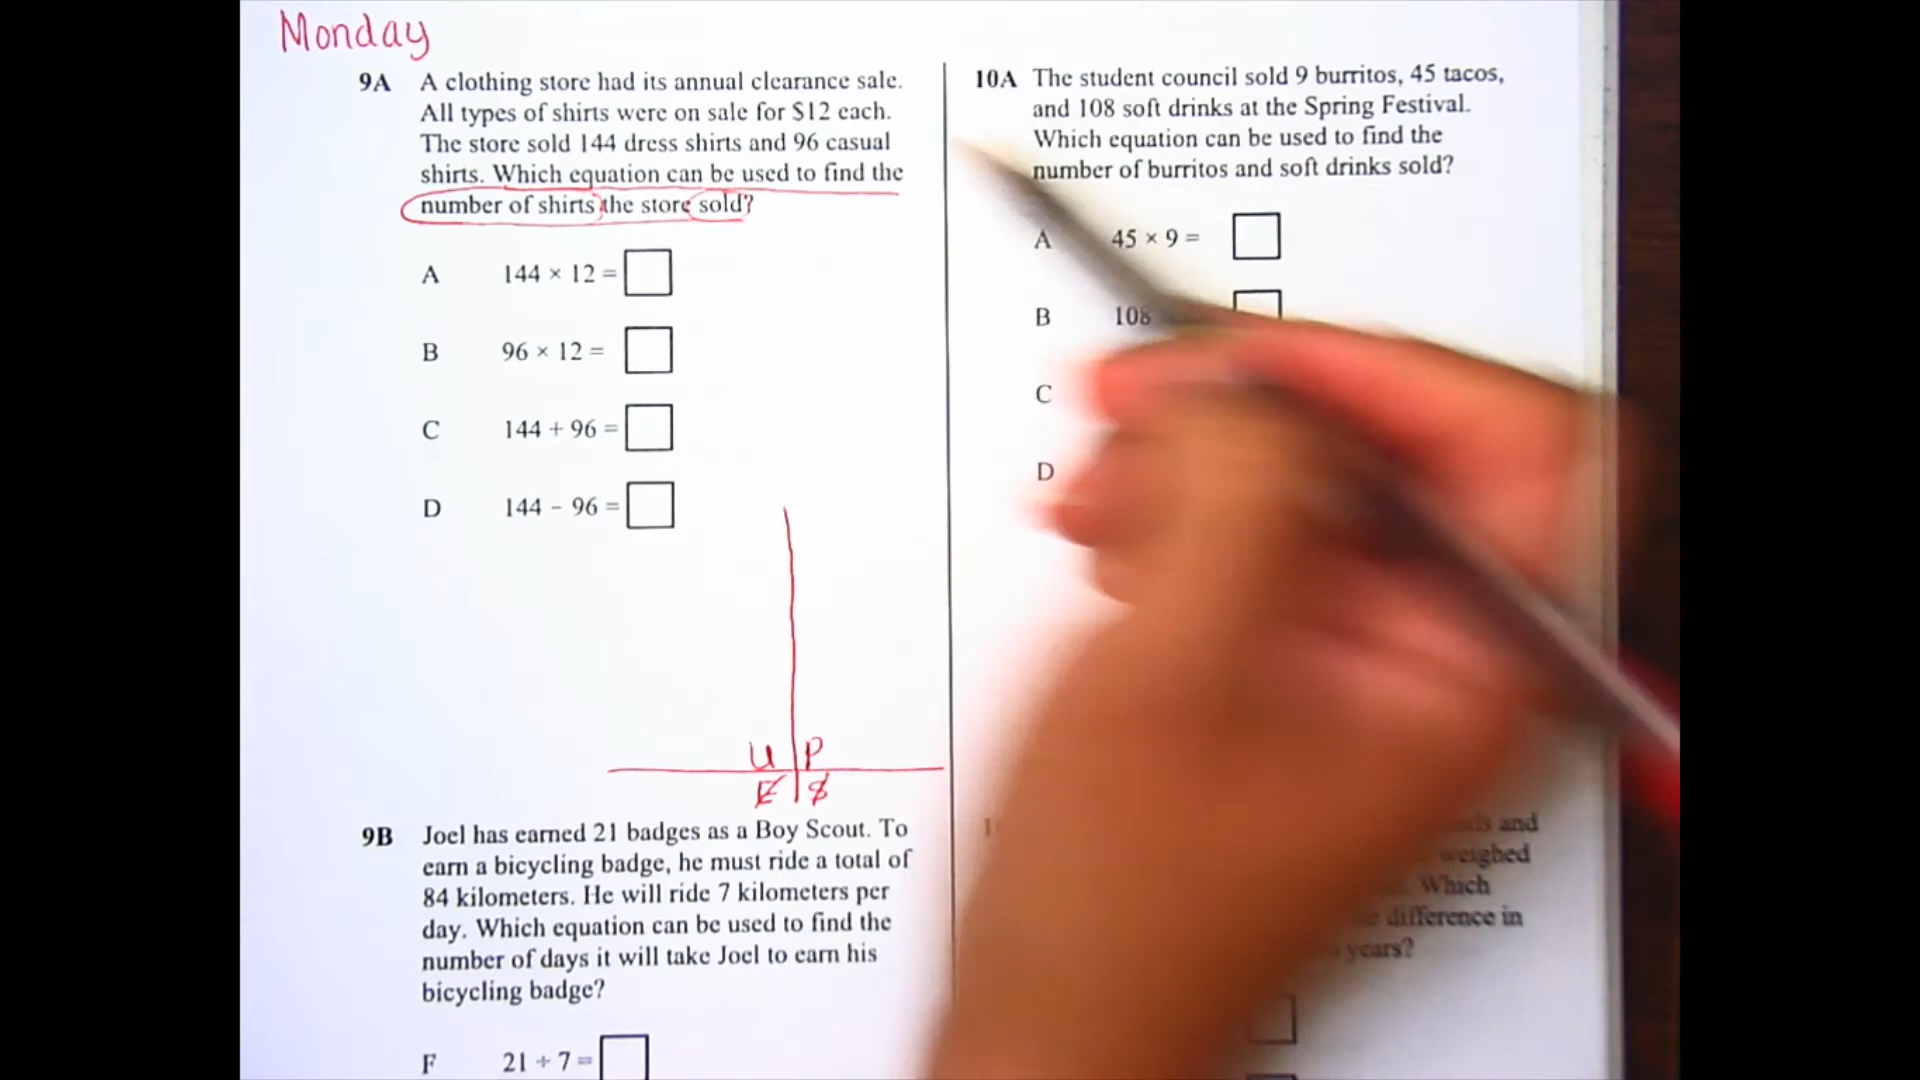 Monday
9A A clothing store had its annual clearance sale.
All types of shirts were on sale for $12 each.
The store sold 144 dress shirts and 96 casual
shirts. Which equation can be used to find the
number of shirts the store sold?
A 144 × 12 =
B 96 × 12 =
C 144 + 96 =
D 144 − 96 =
U P
E $
9B Joel has earned 21 badges as a Boy Scout. To
earn a bicycling badge, he must ride a total of
84 kilometers. He will ride 7 kilometers per
day. Which equation can be used to find the
number of days it will take Joel to earn his
bicycling badge?
F 21 ÷ 7 =
10A The student council sold 9 burritos, 45 tacos,
and 108 soft drinks at the Spring Festival.
Which equation can be used to find the
number of burritos and soft drinks sold?
A 45 × 9 =
B 108
C
D
and
weighed
Which
difference in
years?